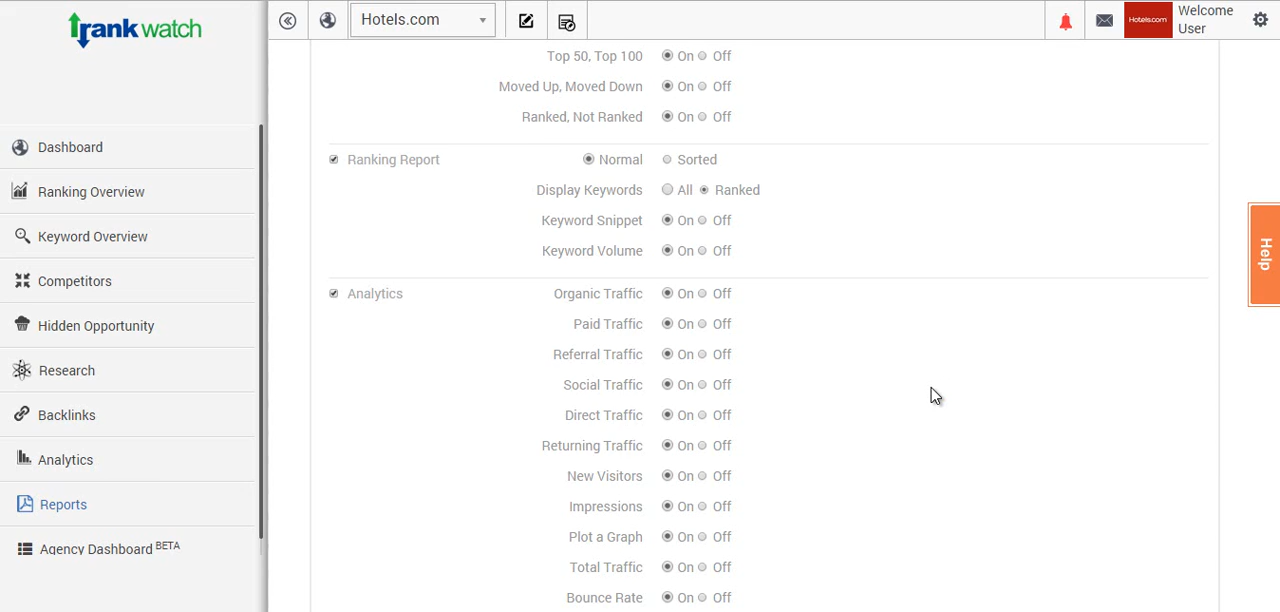 rank watch
Hotels.com
Hotels.com
Welcome
User
Dashboard
Ranking Overview
Keyword Overview
Competitors
Hidden Opportunity
Research
Backlinks
Analytics
Reports
Agency Dashboard BETA
Top 50, Top 100 On Off
Moved Up, Moved Down On Off
Ranked, Not Ranked On Off
Ranking Report Normal Sorted
Display Keywords All Ranked
Keyword Snippet On Off
Keyword Volume On Off
Analytics Organic Traffic On Off
Paid Traffic On Off
Referral Traffic On Off
Social Traffic On Off
Direct Traffic On Off
Returning Traffic On Off
New Visitors On Off
Impressions On Off
Plot a Graph On Off
Total Traffic On Off
Bounce Rate On Off
Help